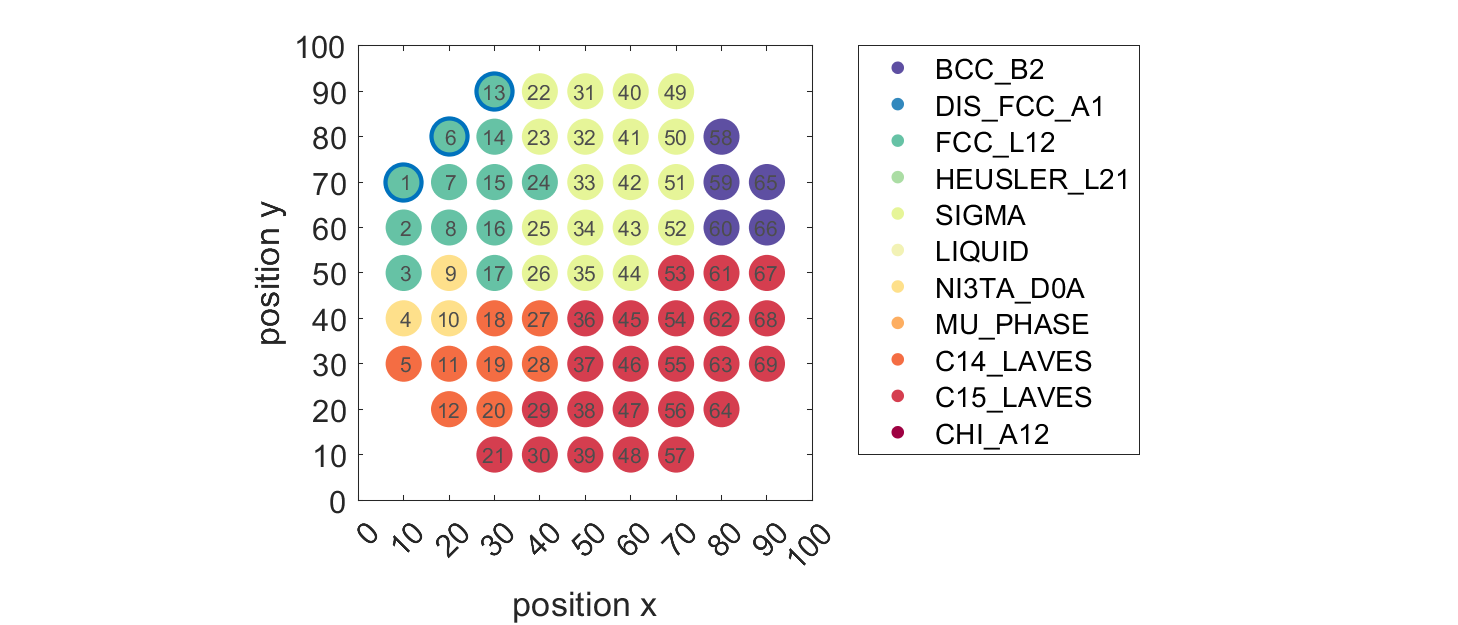 100
90
80
70
60
50
40
30
20
10
0
position y
13 22 31 40 49
6 14 23 32 41 50 58
1 7 15 24 33 42 51 59 65
2 8 16 25 34 43 52 60 66
3 9 17 26 35 44 53 61 67
4 10 18 27 36 45 54 62 68
5 11 19 28 37 46 55 63 69
12 20 29 38 47 56 64
21 30 39 48 57
0 10 20 30 40 50 60 70 80 90 100
position x
BCC_B2
DIS_FCC_A1
FCC_L12
HEUSLER_L21
SIGMA
LIQUID
NI3TA_D0A
MU_PHASE
C14_LAVES
C15_LAVES
CHI_A12